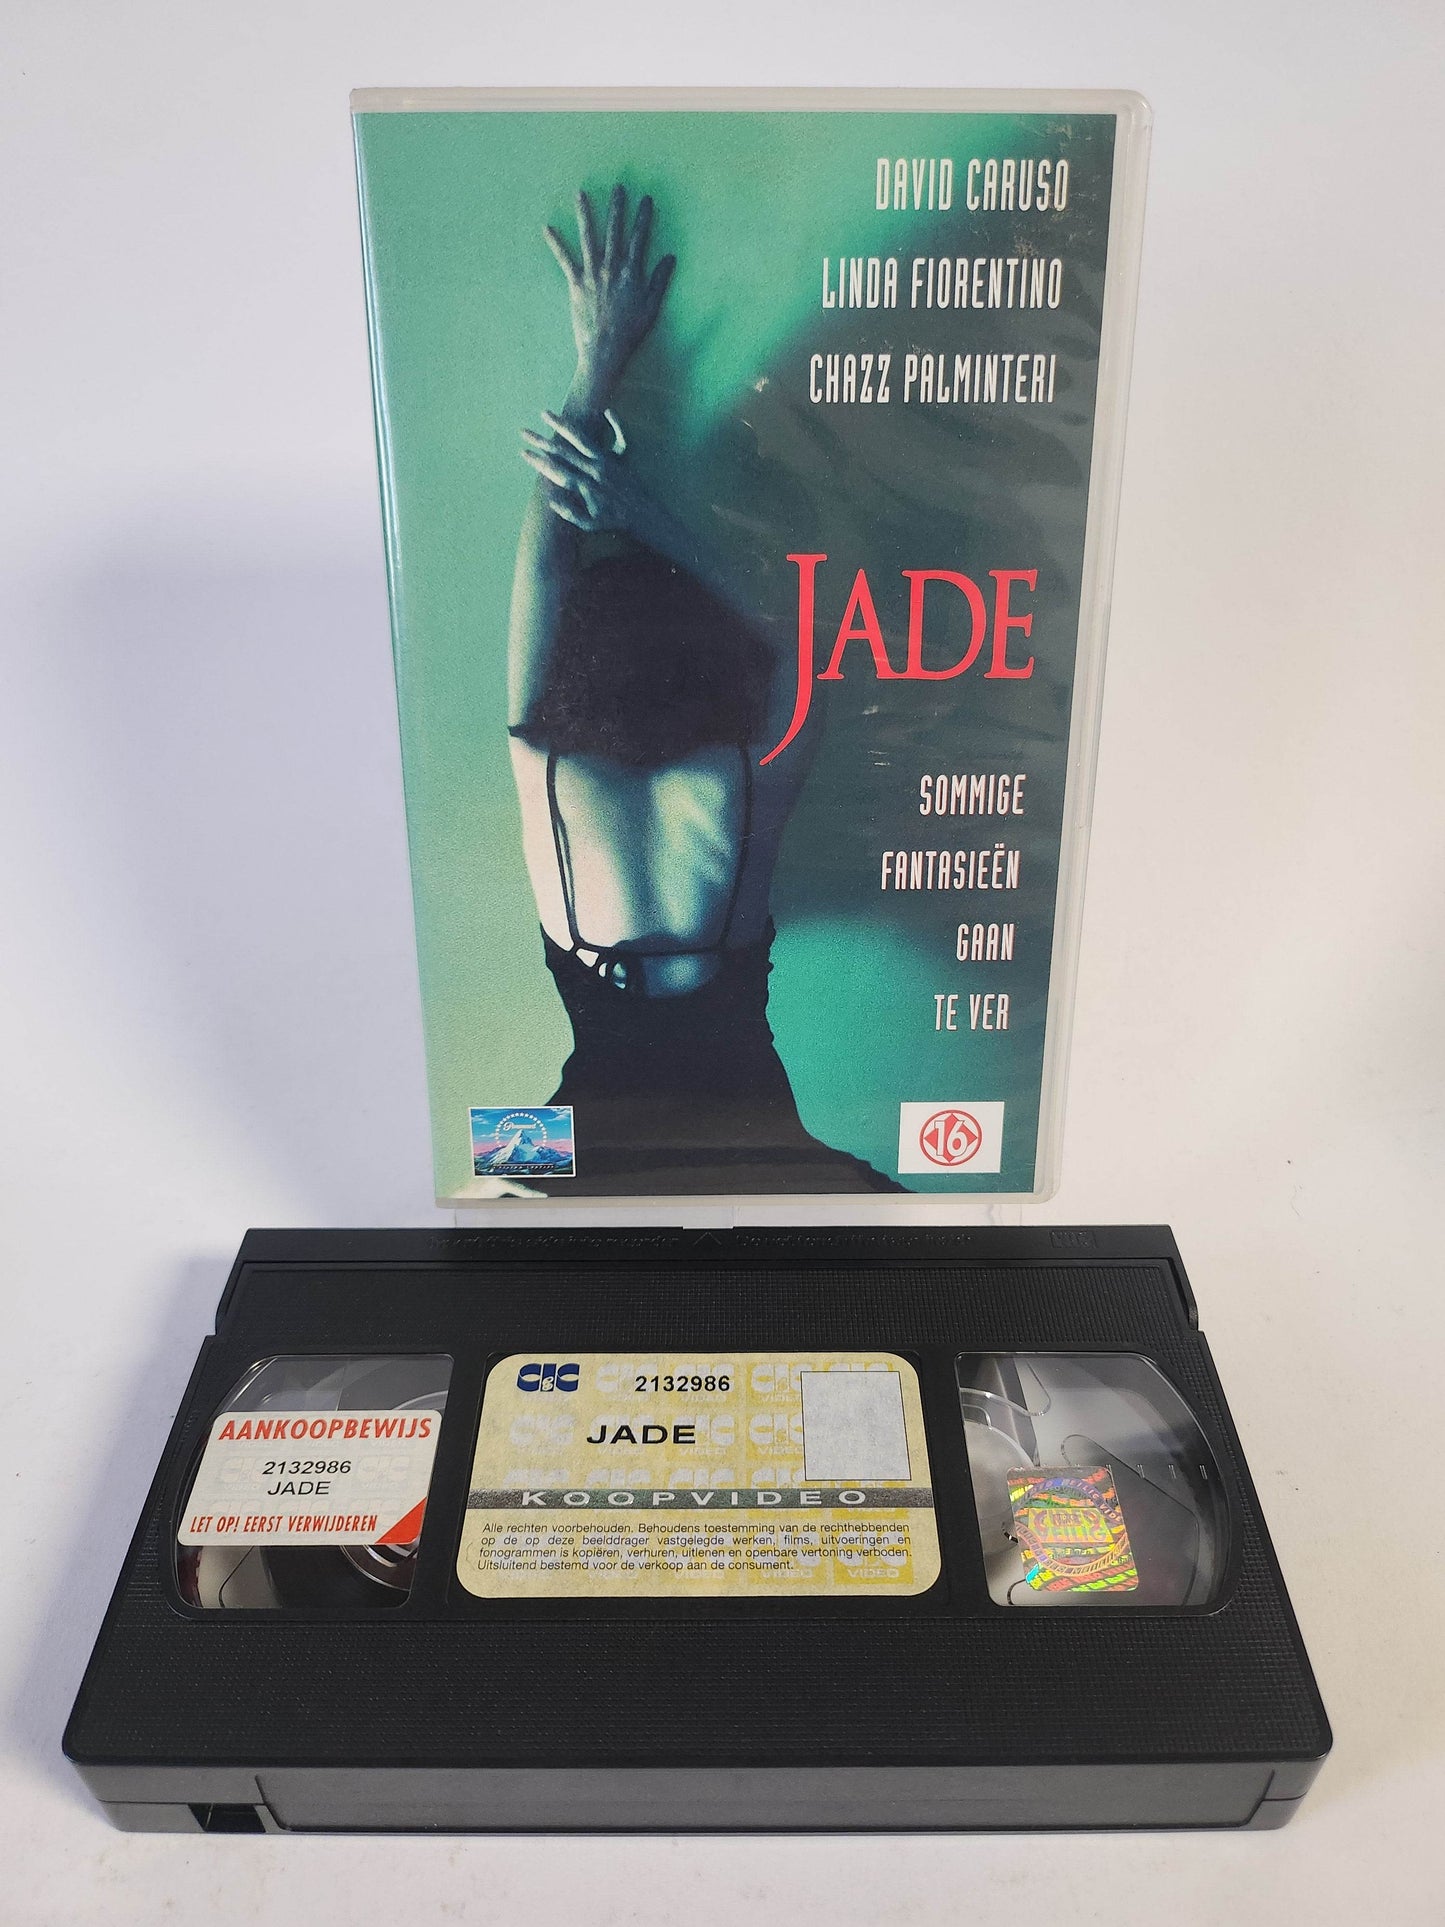 DAVID CARUSO
LINDA FIORENTINO
CHAZZ PALMINTERI
JADE
SOMMIGE
FANTASIEËN
GAAN
TE VER
Paramount
16
VHS
CIC
2132986
JADE
KOOPVIDEO
Alle rechten voorbehouden. Behoudens toestemming van de rechthebbenden
op de op deze beelddrager vastgelegde werken, films, uitvoeringen en
fonogrammen is kopiëren, verhuren, uitlenen en openbare vertoning verboden.
Uitsluitend bestemd voor de verkoop aan de consument.
AANKOOPBEWIJS
2132986
JADE
LET OP! EERST VERWIJDEREN